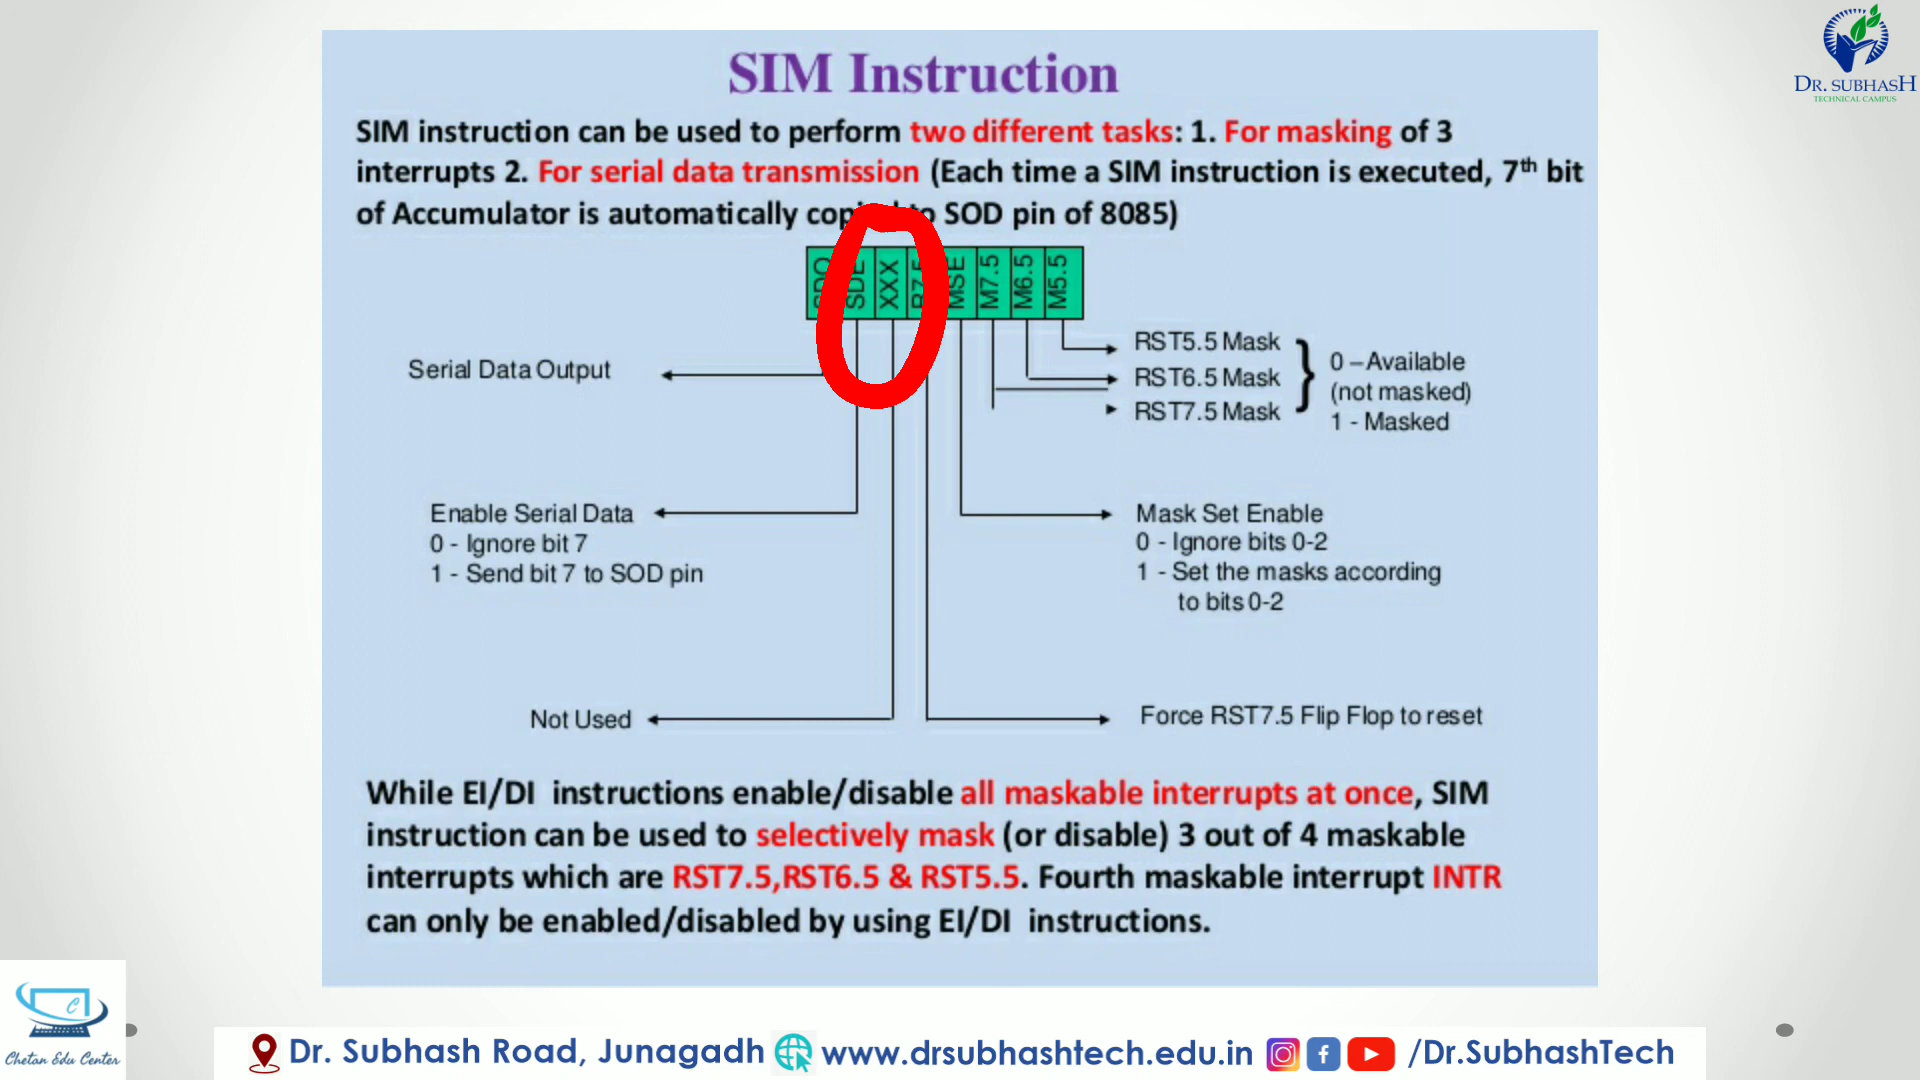 DR. SUBHASH
TECHNICAL CAMPUS
SIM Instruction
SIM instruction can be used to perform two different tasks: 1. For masking of 3
interrupts 2. For serial data transmission (Each time a SIM instruction is executed, 7th bit
of Accumulator is automatically copied to SOD pin of 8085)
SDO SDE XXX R7.5 MSE M7.5 M6.5 M5.5
RST5.5 Mask
RST6.5 Mask
RST7.5 Mask
0 – Available
(not masked)
1 - Masked
Serial Data Output
Enable Serial Data
0 - Ignore bit 7
1 - Send bit 7 to SOD pin
Mask Set Enable
0 - Ignore bits 0-2
1 - Set the masks according
to bits 0-2
Not Used
Force RST7.5 Flip Flop to reset
While EI/DI instructions enable/disable all maskable interrupts at once, SIM
instruction can be used to selectively mask (or disable) 3 out of 4 maskable
interrupts which are RST7.5,RST6.5 & RST5.5. Fourth maskable interrupt INTR
can only be enabled/disabled by using EI/DI instructions.
C
Chetan Edu Center
Dr. Subhash Road, Junagadh www.drsubhashtech.edu.in f /Dr.SubhashTech